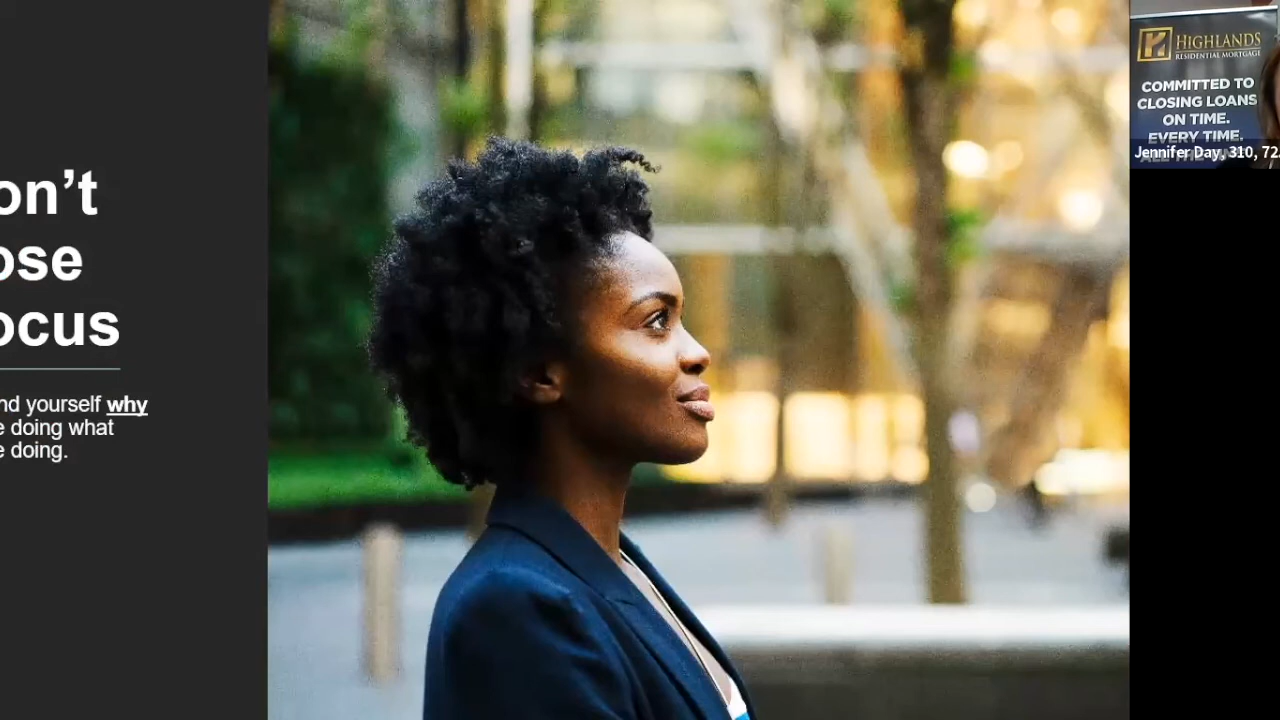 on't
ose
ocus
nd yourself why
e doing what
e doing.
HIGHLANDS
RESIDENTIAL MORTGAGE
COMMITTED TO
CLOSING LOANS
ON TIME.
EVERY TIME.
Jennifer Day, 310, 72